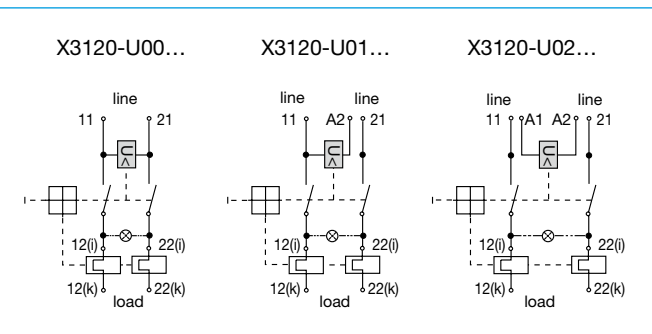 X3120-U00... X3120-U01... X3120-U02...
line line line line line
11 21 11 A2 21 11 A1 A2 21
U< U< U<
12(i) 22(i) 12(i) 22(i) 12(i) 22(i)
12(k) 22(k) 12(k) 22(k) 12(k) 22(k)
load load load